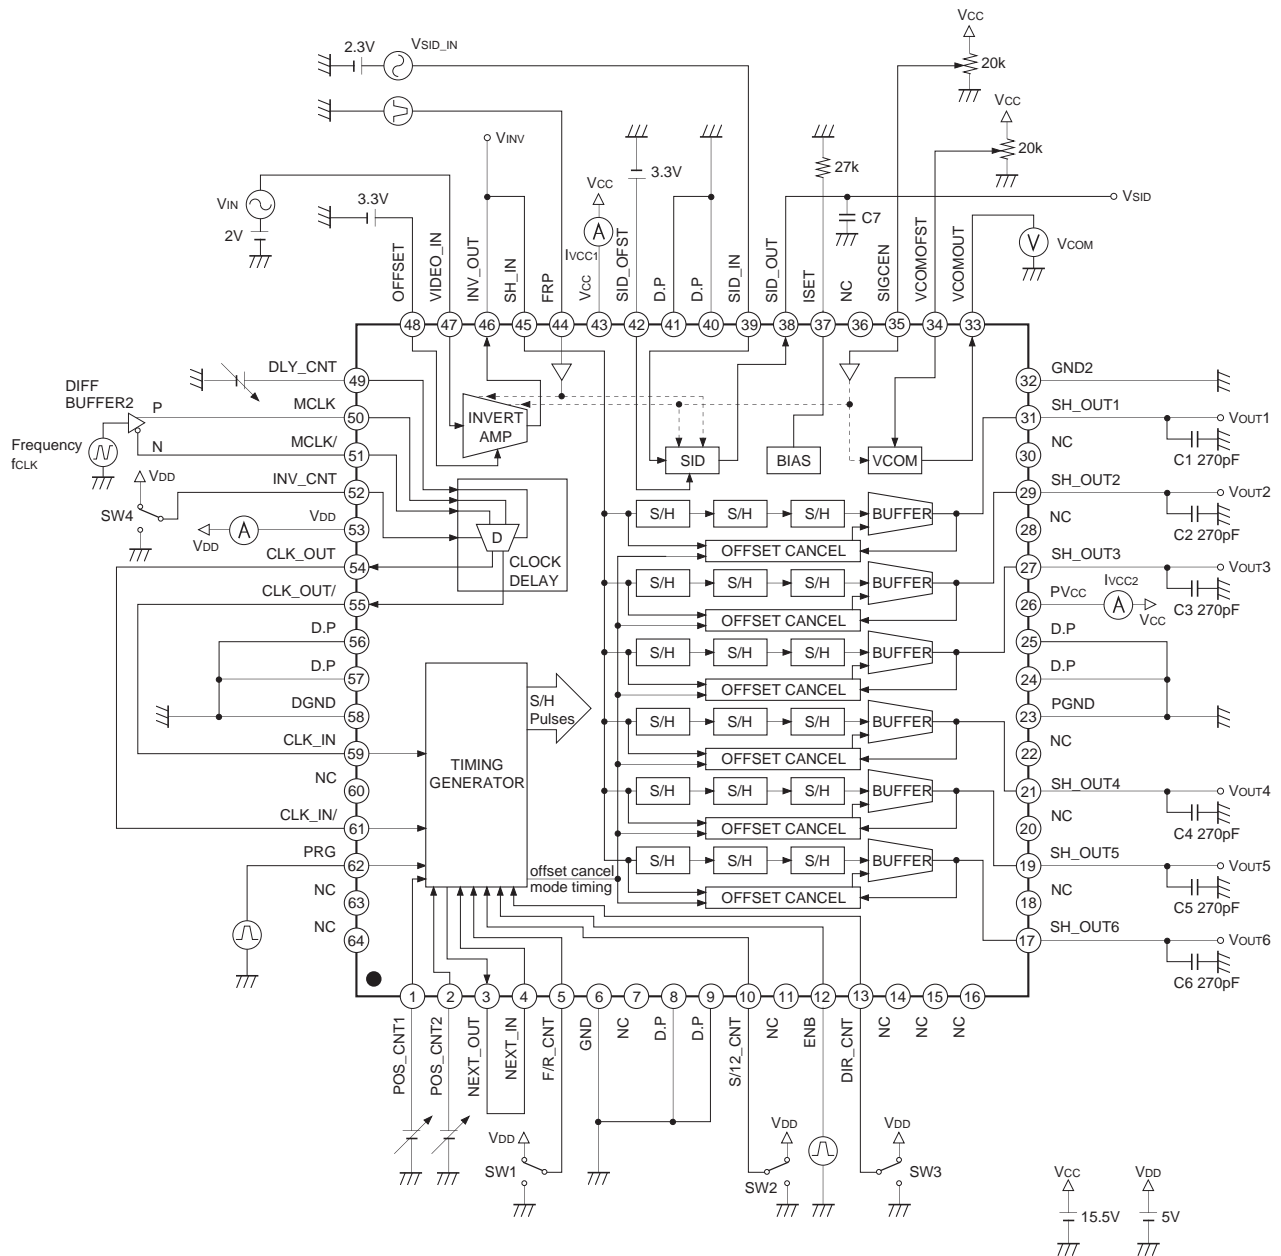 VCC
2.3V
VSID_IN
20k
VCC
20k
VINV
3.3V
27k
VCC
VSID
VIN
2V
3.3V
C7
A
IVCC1
V
VCOM
OFFSET
VIDEO_IN
INV_OUT
SH_IN
FRP
VCC
SID_OFST
D.P
D.P
SID_IN
SID_OUT
ISET
NC
SIGCEN
VCOMOFST
VCOMOUT
48 47 46 45 44 43 42 41 40 39 38 37 36 35 34 33
DLY_CNT
49
DIFF
BUFFER2
P
MCLK
50
N
MCLK/
51
Frequency
fCLK
VDD
INV_CNT
52
SW4
VDD
A
VDD
53
CLK_OUT
54
CLK_OUT/
55
D.P
56
D.P
57
DGND
58
CLK_IN
59
NC
60
CLK_IN/
61
PRG
62
NC
63
NC
64
INVERT
AMP
SID
BIAS
VCOM
D
CLOCK
DELAY
S/H S/H S/H BUFFER
OFFSET CANCEL
S/H S/H S/H BUFFER
OFFSET CANCEL
S/H S/H S/H BUFFER
OFFSET CANCEL
S/H S/H S/H BUFFER
OFFSET CANCEL
S/H S/H S/H BUFFER
OFFSET CANCEL
S/H S/H S/H BUFFER
OFFSET CANCEL
S/H
Pulses
TIMING
GENERATOR
offset cancel
mode timing
32
GND2
31
SH_OUT1
VOUT1
C1 270pF
30
NC
29
SH_OUT2
VOUT2
C2 270pF
28
NC
27
SH_OUT3
VOUT3
C3 270pF
26
PVCC
IVCC2
A
VCC
25
D.P
24
D.P
23
PGND
22
NC
21
SH_OUT4
VOUT4
C4 270pF
20
NC
19
SH_OUT5
VOUT5
C5 270pF
18
NC
17
SH_OUT6
VOUT6
C6 270pF
1 2 3 4 5 6 7 8 9 10 11 12 13 14 15 16
POS_CNT1
POS_CNT2
NEXT_OUT
NEXT_IN
F/R_CNT
GND
NC
D.P
D.P
S/12_CNT
NC
ENB
DIR_CNT
NC
NC
NC
VDD
SW1
VDD
SW2
VDD
SW3
VCC
15.5V
VDD
5V